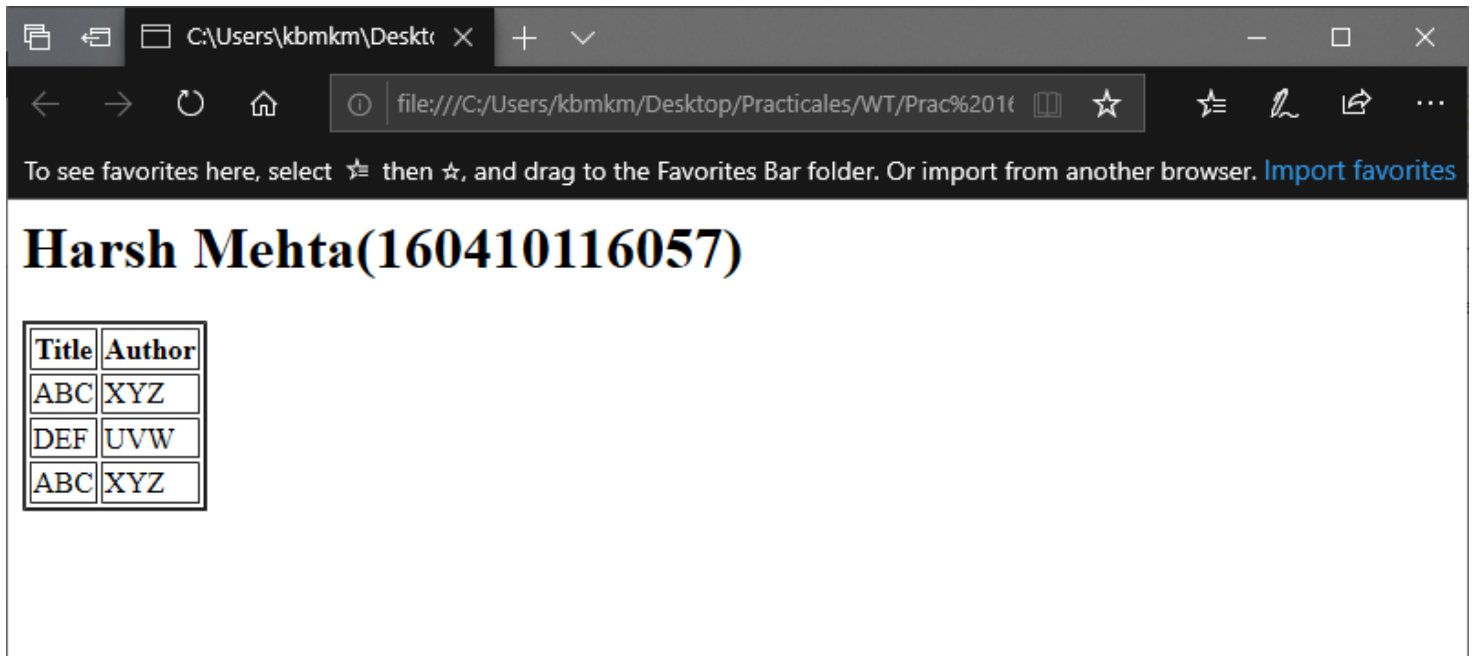 C:\Users\kbmkm\Deskt
file:///C:/Users/kbmkm/Desktop/Practicales/WT/Prac%2016
To see favorites here, select then ☆, and drag to the Favorites Bar folder. Or import from another browser. Import favorites
Harsh Mehta(160410116057)
Title Author
ABC XYZ
DEF UVW
ABC XYZ